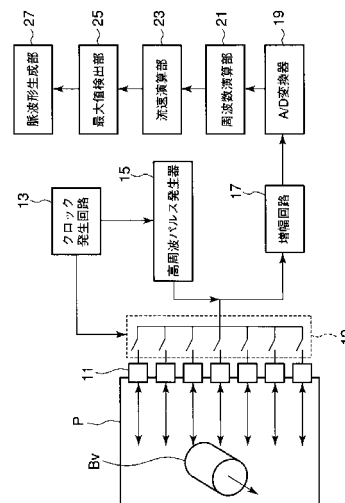 27
脈波形生成部
25
最大値検出部
23
流速演算部
21
周波数演算部
19
A/D変換器
13
クロック
発生回路
15
高周波パルス発生器
17
増幅回路
11
P
Bv